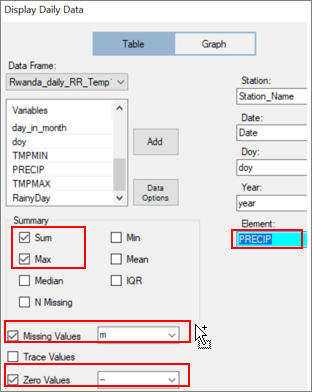 Display Daily Data
Table
Graph
Data Frame:
Rwanda_daily_RR_Temp
Variables
day_in_month
doy
TMPMIN
PRECIP
TMPMAX
RainyDay
Add
Data
Options
Station:
Station_Name
Date:
Date
Doy:
doy
Year:
year
Element:
PRECIP
Summary
Sum
Min
Max
Mean
Median
IQR
N Missing
Missing Values
m
Trace Values
Zero Values
--